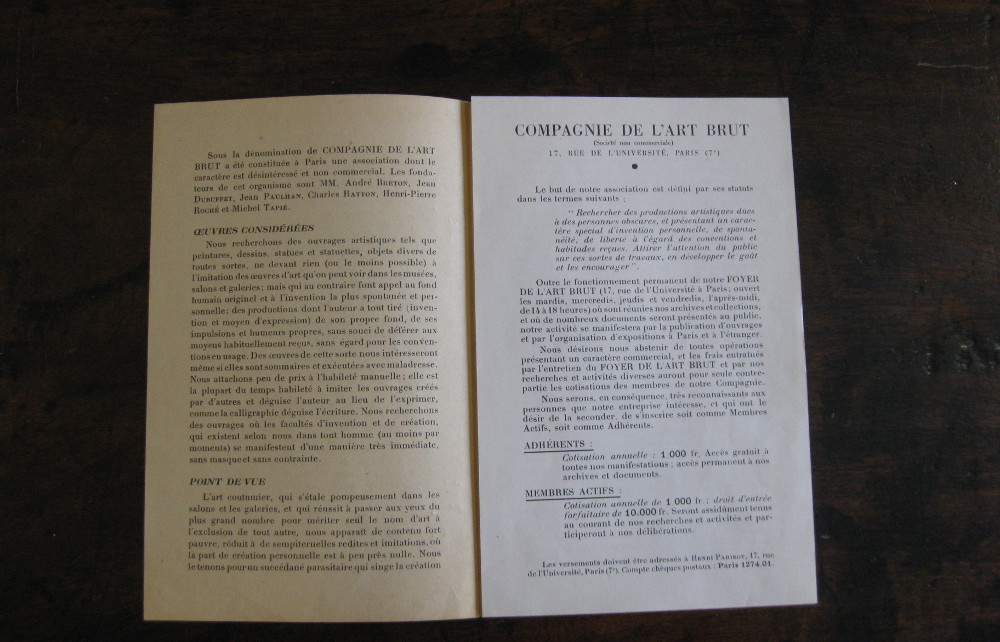 Sous la dénomination de COMPAGNIE DE L'ART
BRUT a été constituée à Paris une association dont le
caractère est désintéressé et non commercial. Les fonda-
teurs de cet organisme sont MM. André BRETON, Jean
DUBUFFET, Jean PAULHAN, Charles RATTON, Henri-Pierre
ROCHÉ et Michel TAPIÉ.
ŒUVRES CONSIDÉRÉES
Nous recherchons des ouvrages artistiques tels que
peintures, dessins, statues et statuettes, objets divers de
toutes sortes, ne devant rien (ou le moins possible) à
l'imitation des œuvres d'art qu'on peut voir dans les musées,
salons et galeries; mais qui au contraire font appel au fond
humain originel et à l'invention la plus spontanée et per-
sonnelle; des productions dont l'auteur a tout tiré (inven-
tion et moyen d'expression) de son propre fond, de ses
impulsions et humeurs propres, sans souci de déférer aux
moyens habituellement reçus, sans égard pour les conven-
tions en usage. Des œuvres de cette sorte nous intéresseront
même si elles sont sommaires et exécutées avec maladresse.
Nous attachons peu de prix à l'habileté manuelle; elle est
la plupart du temps habileté à imiter les ouvrages créés
par d'autres et déguise l'auteur au lieu de l'exprimer,
comme la calligraphie déguise l'écriture. Nous recherchons
des ouvrages où les facultés d'invention et de création,
qui existent selon nous dans tout homme (au moins par
moments) se manifestent d'une manière très immédiate,
sans masque et sans contrainte.
POINT DE VUE
L'art coutumier, qui s'étale pompeusement dans les
salons et les galeries, et qui réussit à passer aux yeux du
plus grand nombre pour mériter seul le nom d'art à
l'exclusion de tout autre, nous apparaît de contenu fort
pauvre, réduit à de sempiternelles redites et imitations, où
la part de création personnelle est à peu près nulle. Nous
le tenons pour un succédané parasitaire qui singe la création
COMPAGNIE DE L'ART BRUT
(Société non commerciale)
17, RUE DE L'UNIVERSITÉ, PARIS (7e)
Le but de notre association est défini par ses statuts
dans les termes suivants :
" Rechercher des productions artistiques dues
à des personnes obscures, et présentant un carac-
tère spécial d'invention personnelle, de sponta-
néité, de liberté à l'égard des conventions et
habitudes reçues. Attirer l'attention du public
sur ces sortes de travaux, en développer le goût
et les encourager ".
Outre le fonctionnement permanent de notre FOYER
DE L'ART BRUT (17, rue de l'Université à Paris; ouvert
les mardis, mercredis, jeudis et vendredis, l'après-midi,
de 14 à 18 heures) où sont réunies nos archives et collections,
et où de nombreux documents seront présentés au public,
notre activité se manifestera par la publication d'ouvrages
et par l'organisation d'expositions à Paris et à l'étranger.
Nous désirons nous abstenir de toutes opérations
présentant un caractère commercial, et les frais entraînés
par l'entretien du FOYER DE L'ART BRUT et par nos
recherches et activités diverses auront pour seule contre-
partie les cotisations des membres de notre Compagnie.
Nous serons, en conséquence, très reconnaissants aux
personnes que notre entreprise intéresse, et qui ont le
désir de la seconder, de s'inscrire soit comme Membres
Actifs, soit comme Adhérents.
ADHÉRENTS :
Cotisation annuelle : 1 000 fr. Accès gratuit à
toutes nos manifestations ; accès permanent à nos
archives et documents.
MEMBRES ACTIFS :
Cotisation annuelle de 1 000 fr ; droit d'entrée
forfaitaire de 10.000 fr. Seront assidûment tenus
au courant de nos recherches et activités et par-
ticiperont à nos délibérations.
Les versements doivent être adressés à HENRI PARISOT, 17, rue
de l'Université, Paris (7e). Compte chèques postaux : Paris 1274.01.